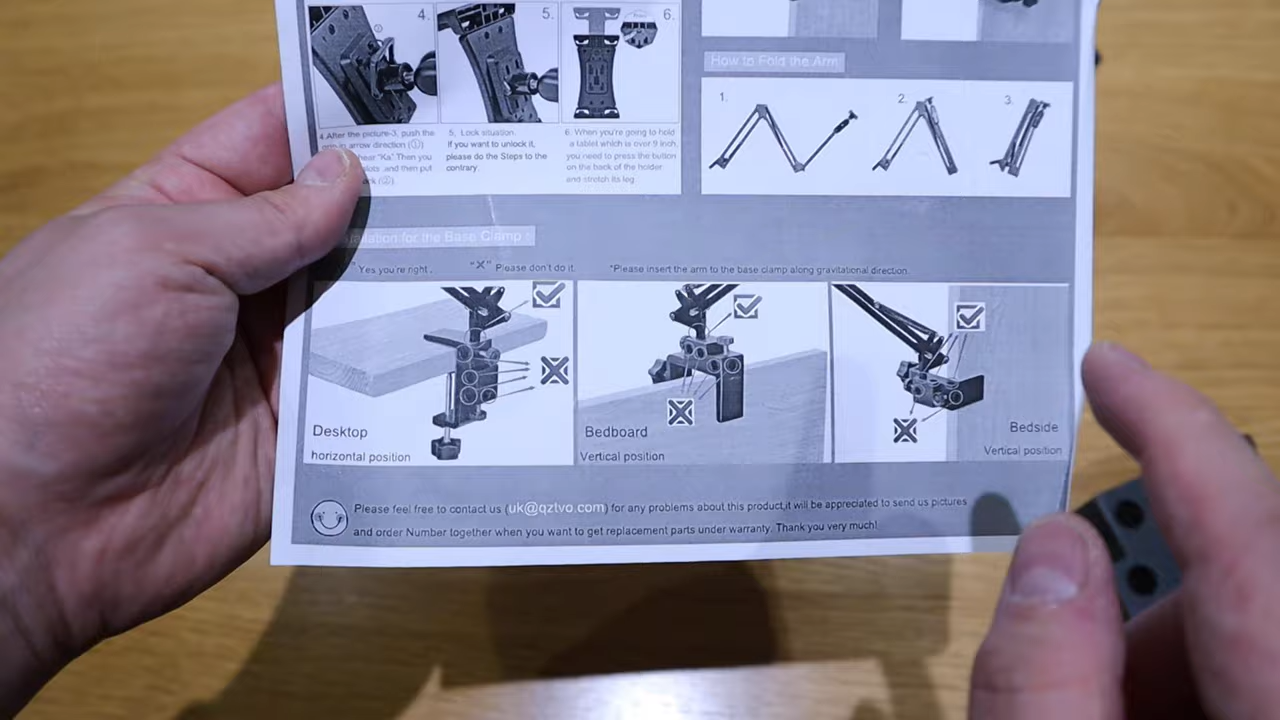 4.
5.
6.
4.After the picture-3, push the
in arrow direction (①)
"Ka" Then you
slots and then put
(②)
5. Lock situation.
If you want to unlock it,
please do the Steps to the
contrary.
6. When you're going to hold
a tablet which is over 9 inch,
you need to press the button
on the back of the holder
and stretch its leg
How to Fold the Arm
1.
2.
3.
for the Base Clamp
Yes you're right. "X" Please don't do it. *Please insert the arm to the base clamp along gravitational direction.
Desktop
horizontal position
Bedboard
Vertical position
Bedside
Vertical position
Please feel free to contact us (uk@qztvo.com) for any problems about this product,it will be appreciated to send us pictures
and order Number together when you want to get replacement parts under warranty. Thank you very much!